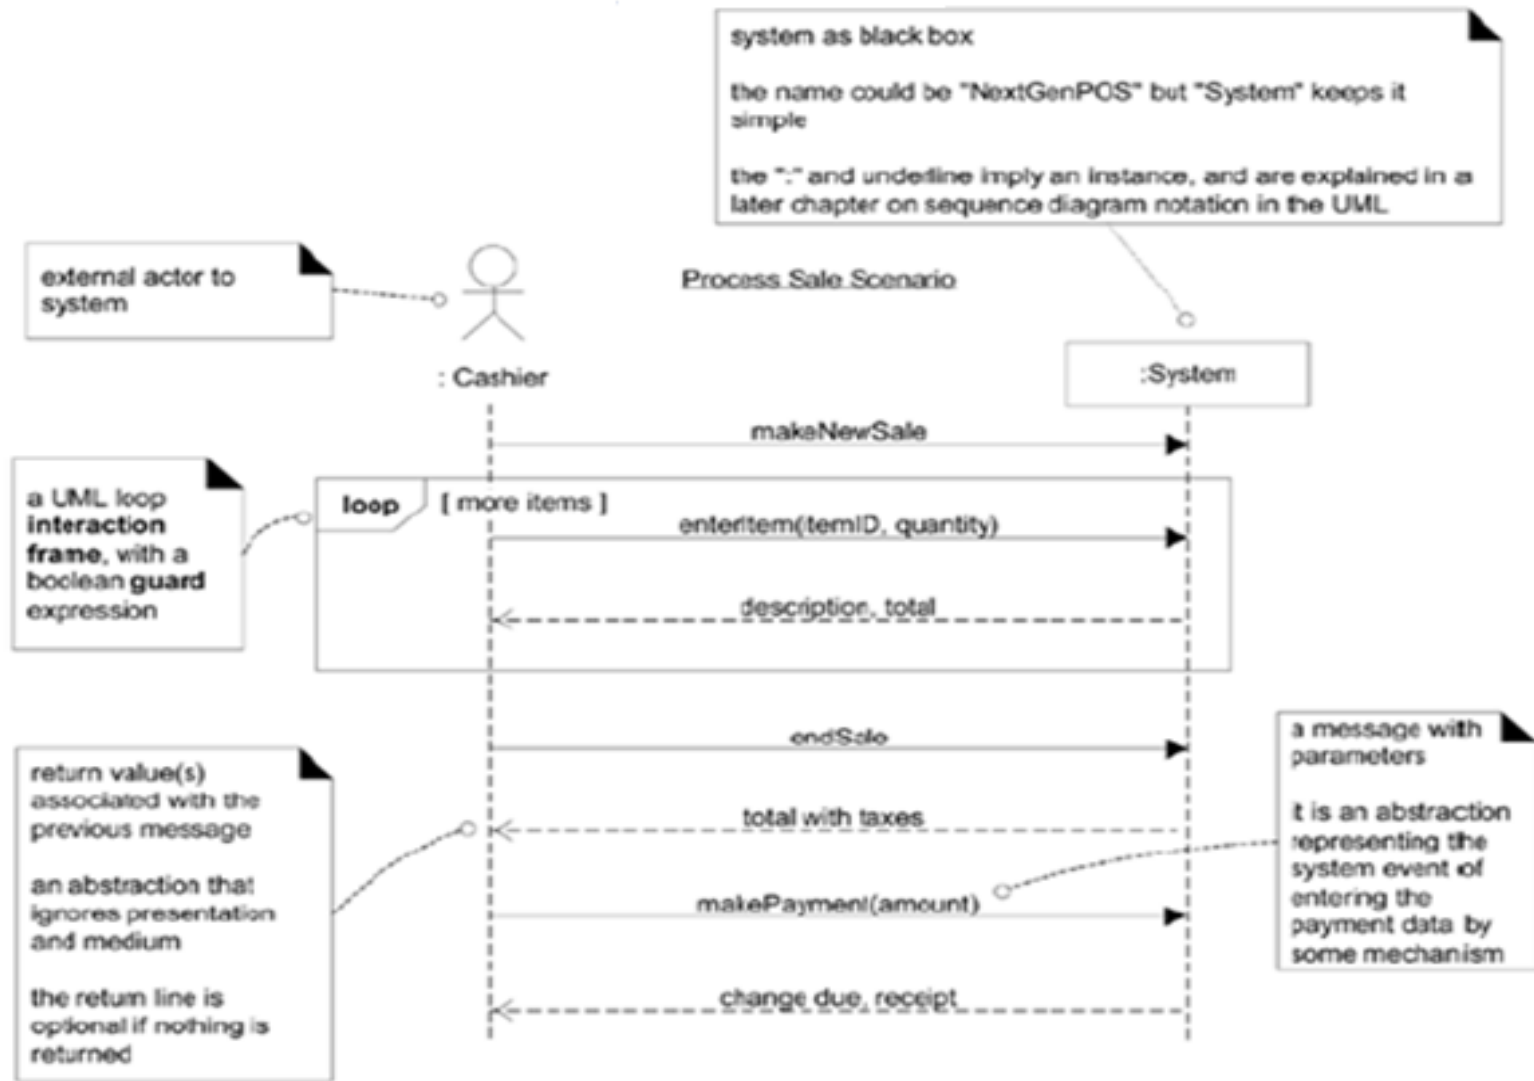 system as black box
the name could be "NextGenPOS" but "System" keeps it
simple
the ":" and underline imply an instance, and are explained in a
later chapter on sequence diagram notation in the UML
external actor to
system
Process Sale Scenario
: Cashier
:System
makeNewSale
a UML loop
interaction
frame, with a
boolean guard
expression
loop
[ more items ]
enterItem(itemID, quantity)
description, total
endSale
return value(s)
associated with the
previous message
an abstraction that
ignores presentation
and medium
the return line is
optional if nothing is
returned
total with taxes
makePayment(amount)
change due, receipt
a message with
parameters
it is an abstraction
representing the
system event of
entering the
payment data by
some mechanism